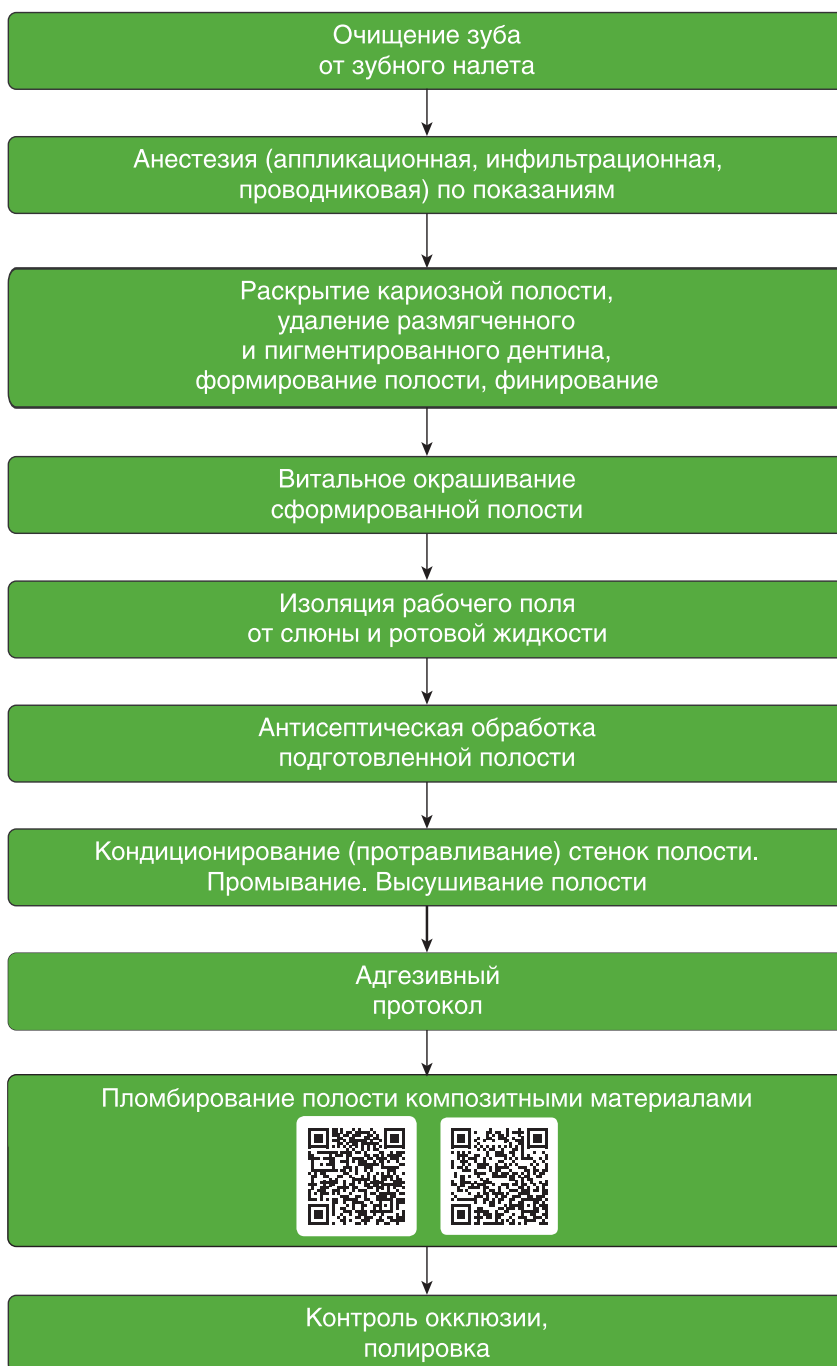 Очищение зуба
от зубного налета
Анестезия (аппликационная, инфильтрационная,
проводниковая) по показаниям
Раскрытие кариозной полости,
удаление размягченного
и пигментированного дентина,
формирование полости, финирование
Витальное окрашивание
сформированной полости
Изоляция рабочего поля
от слюны и ротовой жидкости
Антисептическая обработка
подготовленной полости
Кондиционирование (протравливание) стенок полости.
Промывание. Высушивание полости
Адгезивный
протокол
Пломбирование полости композитными материалами
Контроль окклюзии,
полировка